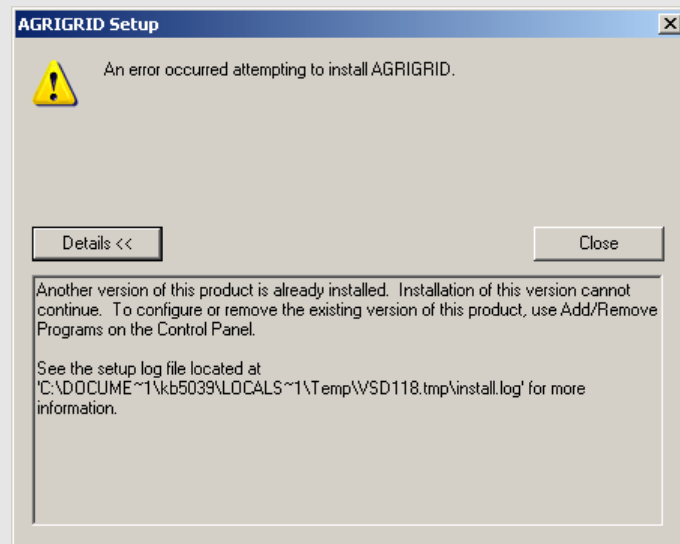 AGRIGRID Setup
An error occurred attempting to install AGRIGRID.
Details <<
Close
Another version of this product is already installed.  Installation of this version cannot
continue.  To configure or remove the existing version of this product, use Add/Remove
Programs on the Control Panel.
See the setup log file located at
'C:\DOCUME~1\kb5039\LOCALS~1\Temp\VSD118.tmp\install.log' for more
information.